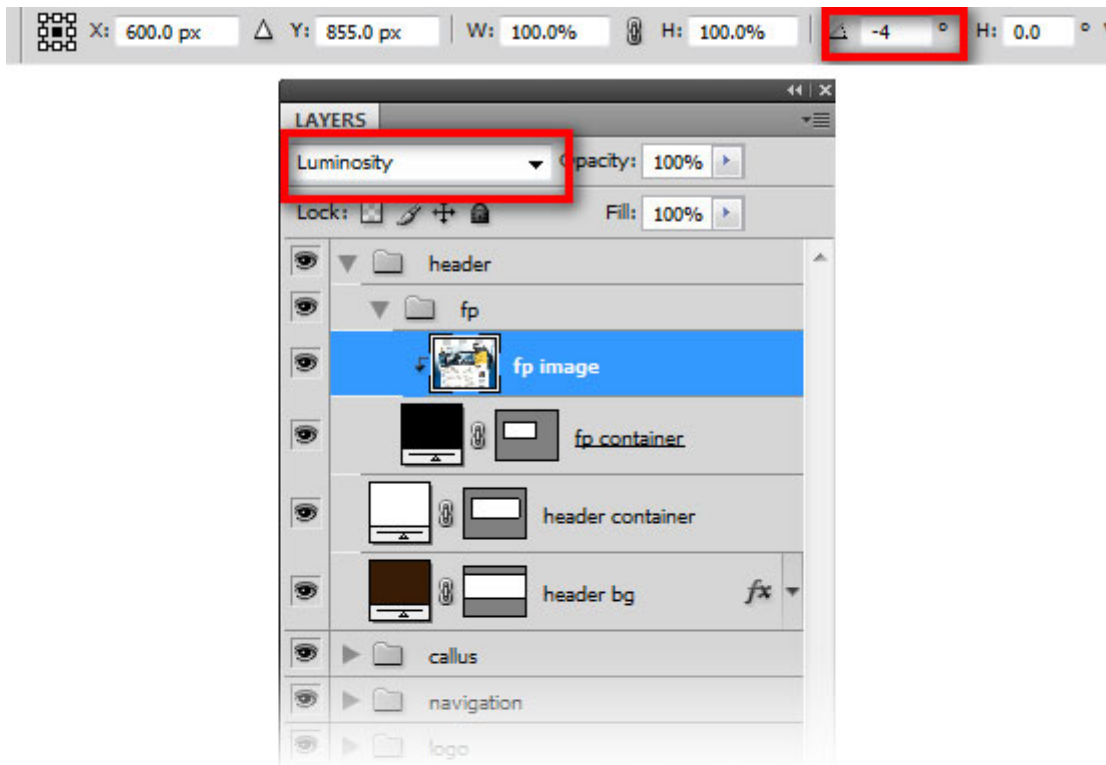 X: 600.0 px Δ Y: 855.0 px W: 100.0% H: 100.0% -4 ° H: 0.0 °
LAYERS
Luminosity Opacity: 100%
Lock: Fill: 100%
header
fp
fp image
fp container
header container
header bg fx
callus
navigation
logo